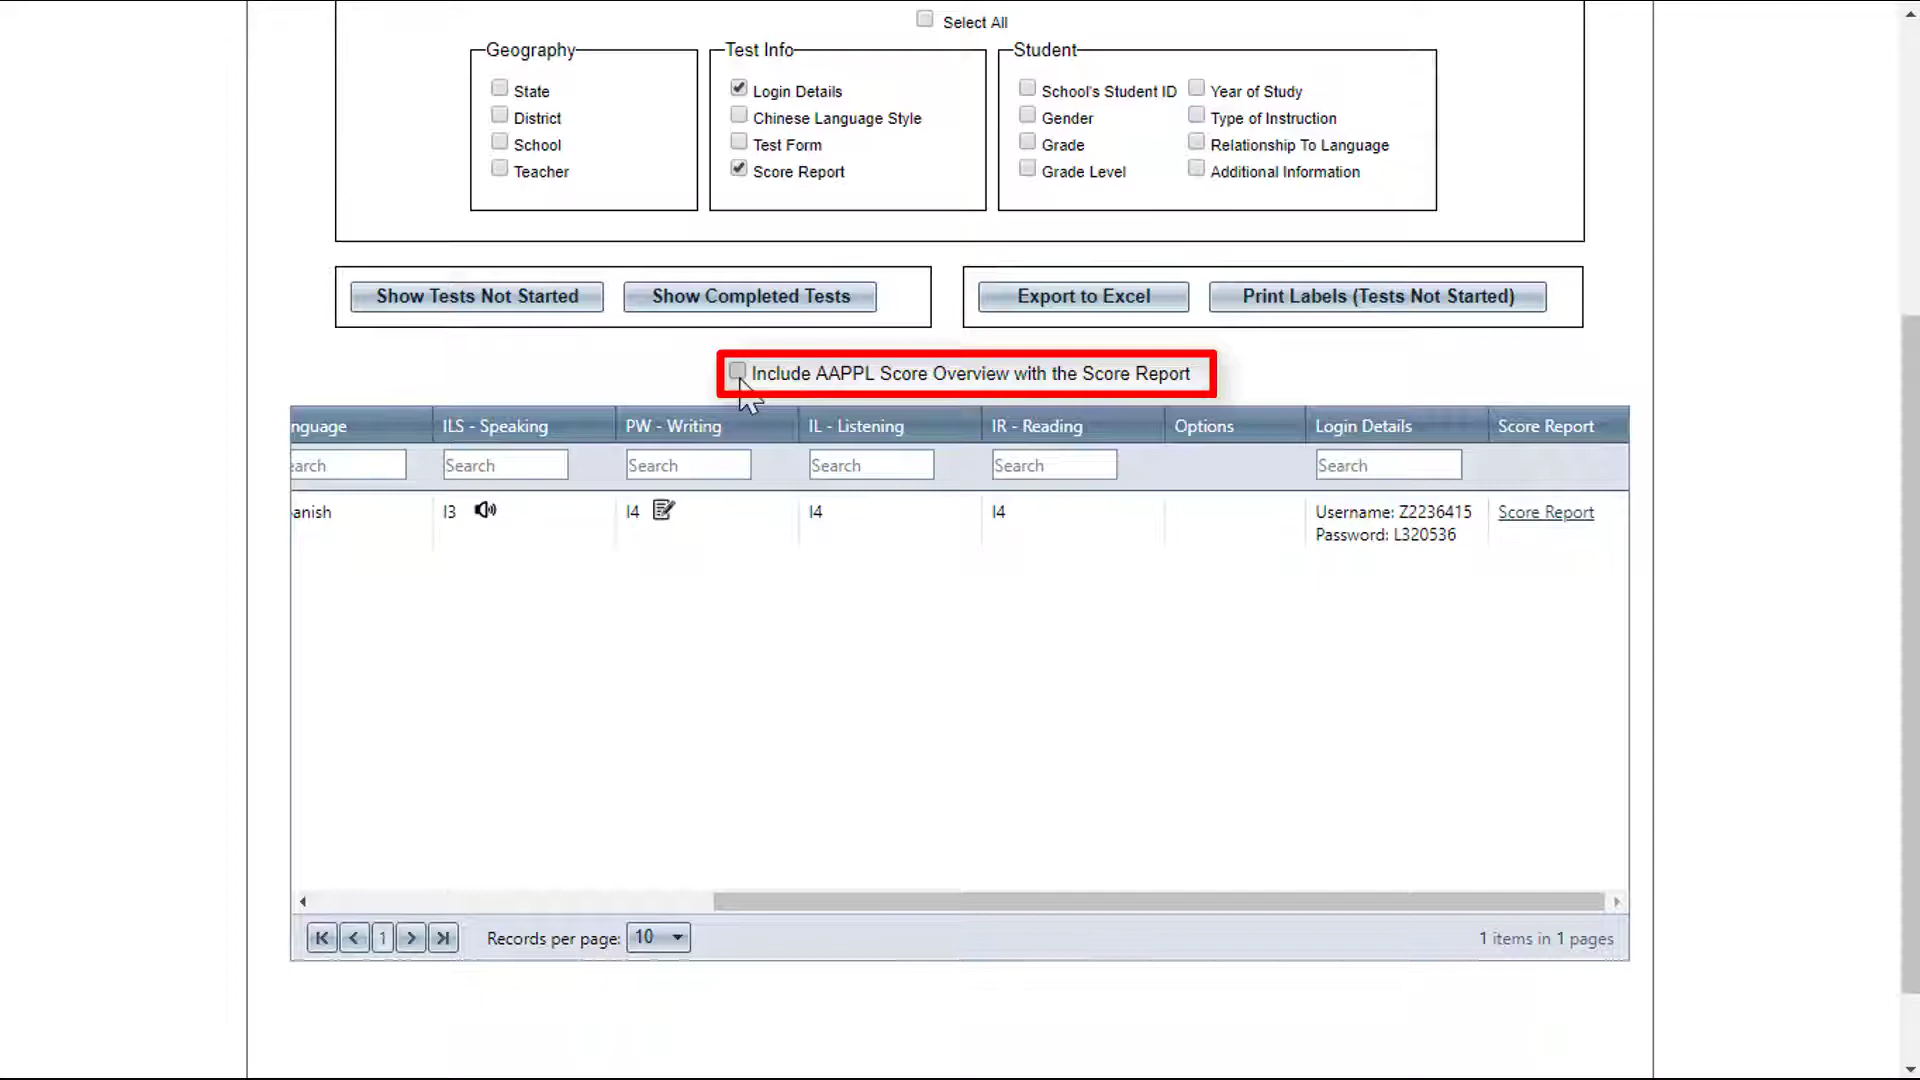 Select All
Geography
State
District
School
Teacher
Test Info
Login Details
Chinese Language Style
Test Form
Score Report
Student
School's Student ID
Gender
Grade
Grade Level
Year of Study
Type of Instruction
Relationship To Language
Additional Information
Show Tests Not Started
Show Completed Tests
Export to Excel
Print Labels (Tests Not Started)
Include AAPPL Score Overview with the Score Report
nguage ILS - Speaking PW - Writing IL - Listening IR - Reading Options Login Details Score Report
earch Search Search Search Search Search
anish I3 I4 I4 I4 Username: Z2236415 Score Report
Password: L320536
1 Records per page: 10 1 items in 1 pages